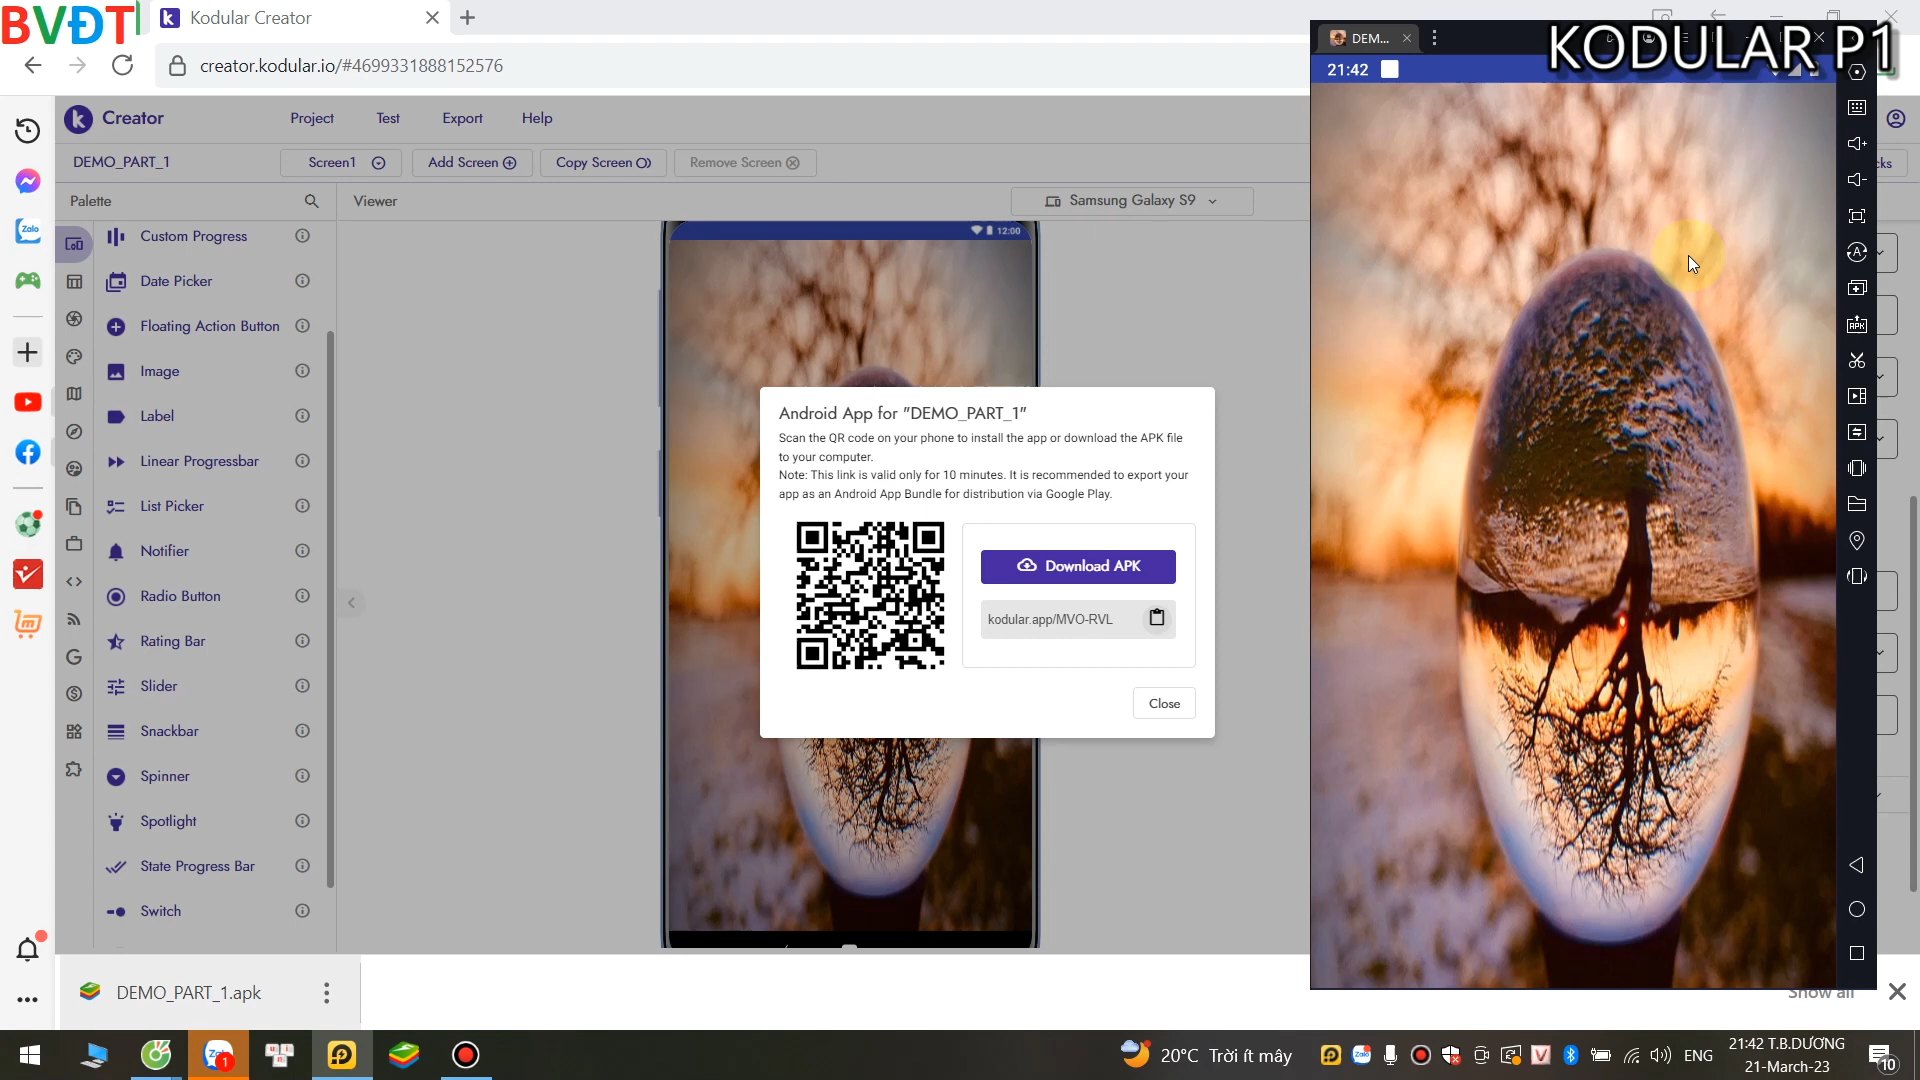 BVĐT
Kodular Creator
KODULAR P1
creator.kodular.io/#4699331888152576
DEM...
21:42
Creator
Project
Test
Export
Help
DEMO_PART_1
Screen1
Add Screen
Copy Screen
Remove Screen
cks
Palette
Viewer
Samsung Galaxy S9
12:00
Custom Progress
Date Picker
Floating Action Button
Image
Label
Linear Progressbar
List Picker
Notifier
Radio Button
Rating Bar
Slider
Snackbar
Spinner
Spotlight
State Progress Bar
Switch
Zalo
Android App for "DEMO_PART_1"
Scan the QR code on your phone to install the app or download the APK file
to your computer.
Note: This link is valid only for 10 minutes. It is recommended to export your
app as an Android App Bundle for distribution via Google Play.
Download APK
kodular.app/MVO-RVL
Close
APK
DEMO_PART_1.apk
Show all
20°C Trời ít mây
ENG
21:42 T.B.DƯƠNG
21-March-23
1
10